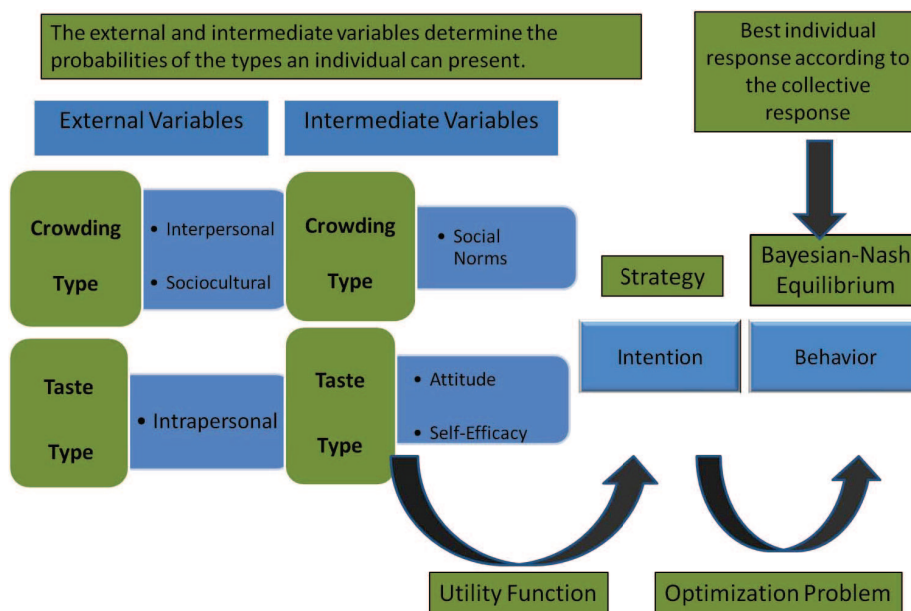 The external and intermediate variables determine the
probabilities of the types an individual can present.
Best individual
response according to
the collective
response
External Variables
Intermediate Variables
Crowding
Type
• Interpersonal
• Sociocultural
Crowding
Type
• Social
Norms
Strategy
Bayesian-Nash
Equilibrium
Intention
Behavior
Taste
Type
• Intrapersonal
Taste
Type
• Attitude
• Self-Efficacy
Utility Function
Optimization Problem